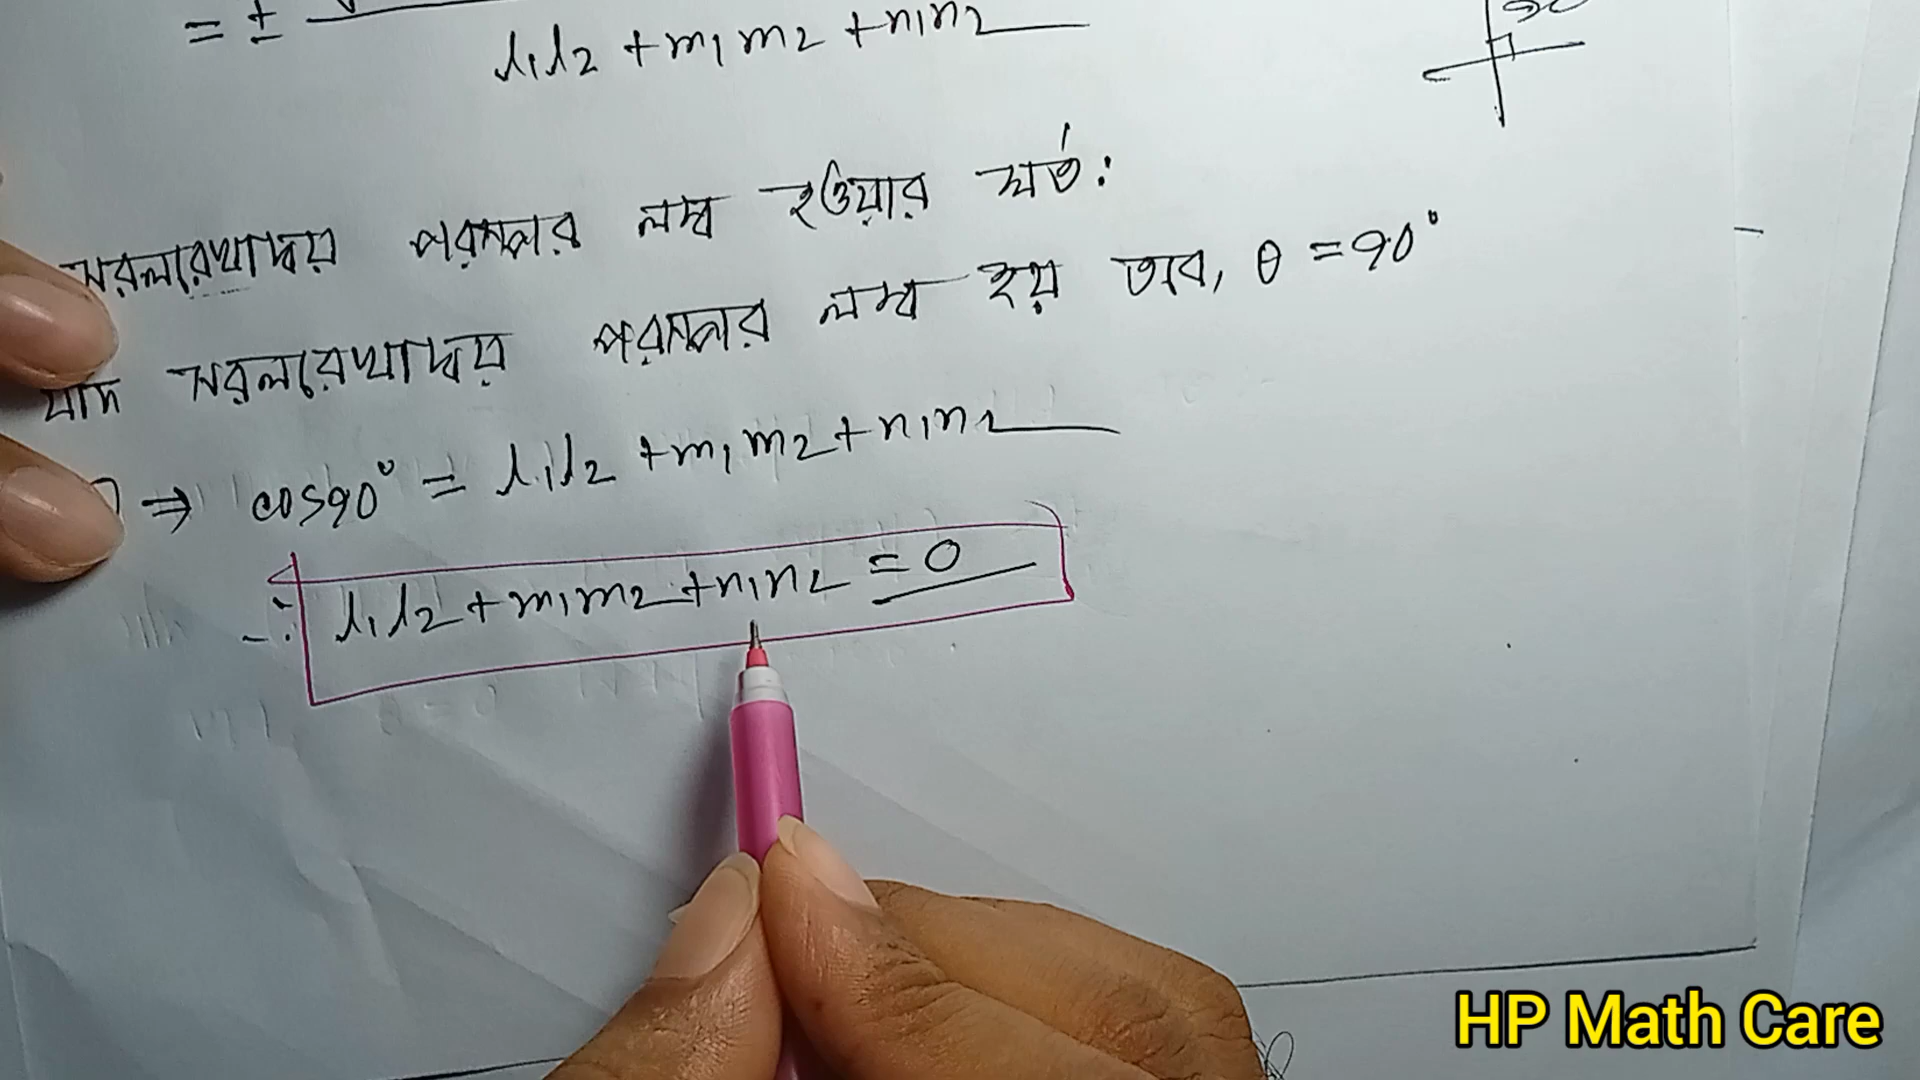 = ±
l₁l₂ + m₁m₂ + n₁n₂
সরলরেখাদ্বয় পরস্পর লম্ব হওয়ার শর্ত:
যদি সরলরেখাদ্বয় পরস্পর লম্ব হয় তবে, θ = 90°
⇒ cos90° = l₁l₂ + m₁m₂ + n₁n₂
∴ l₁l₂ + m₁m₂ + n₁n₂ = 0
HP Math Care